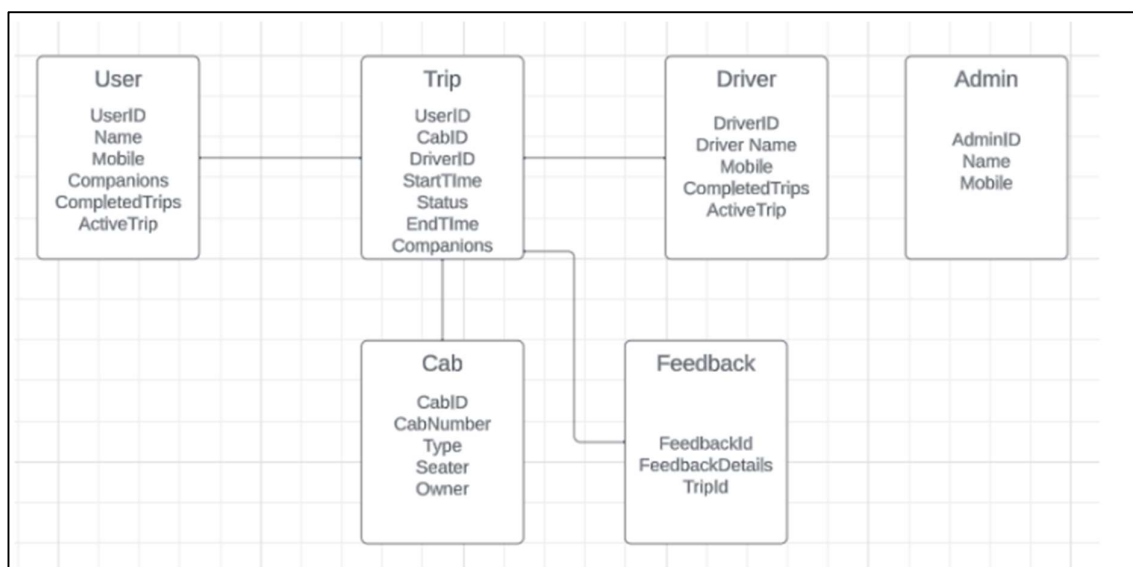 User
UserID
Name
Mobile
Companions
CompletedTrips
ActiveTrip
Trip
UserID
CabID
DriverID
StartTIme
Status
EndTIme
Companions
Driver
DriverID
Driver Name
Mobile
CompletedTrips
ActiveTrip
Admin
AdminID
Name
Mobile
Cab
CabID
CabNumber
Type
Seater
Owner
Feedback
FeedbackId
FeedbackDetails
TripId